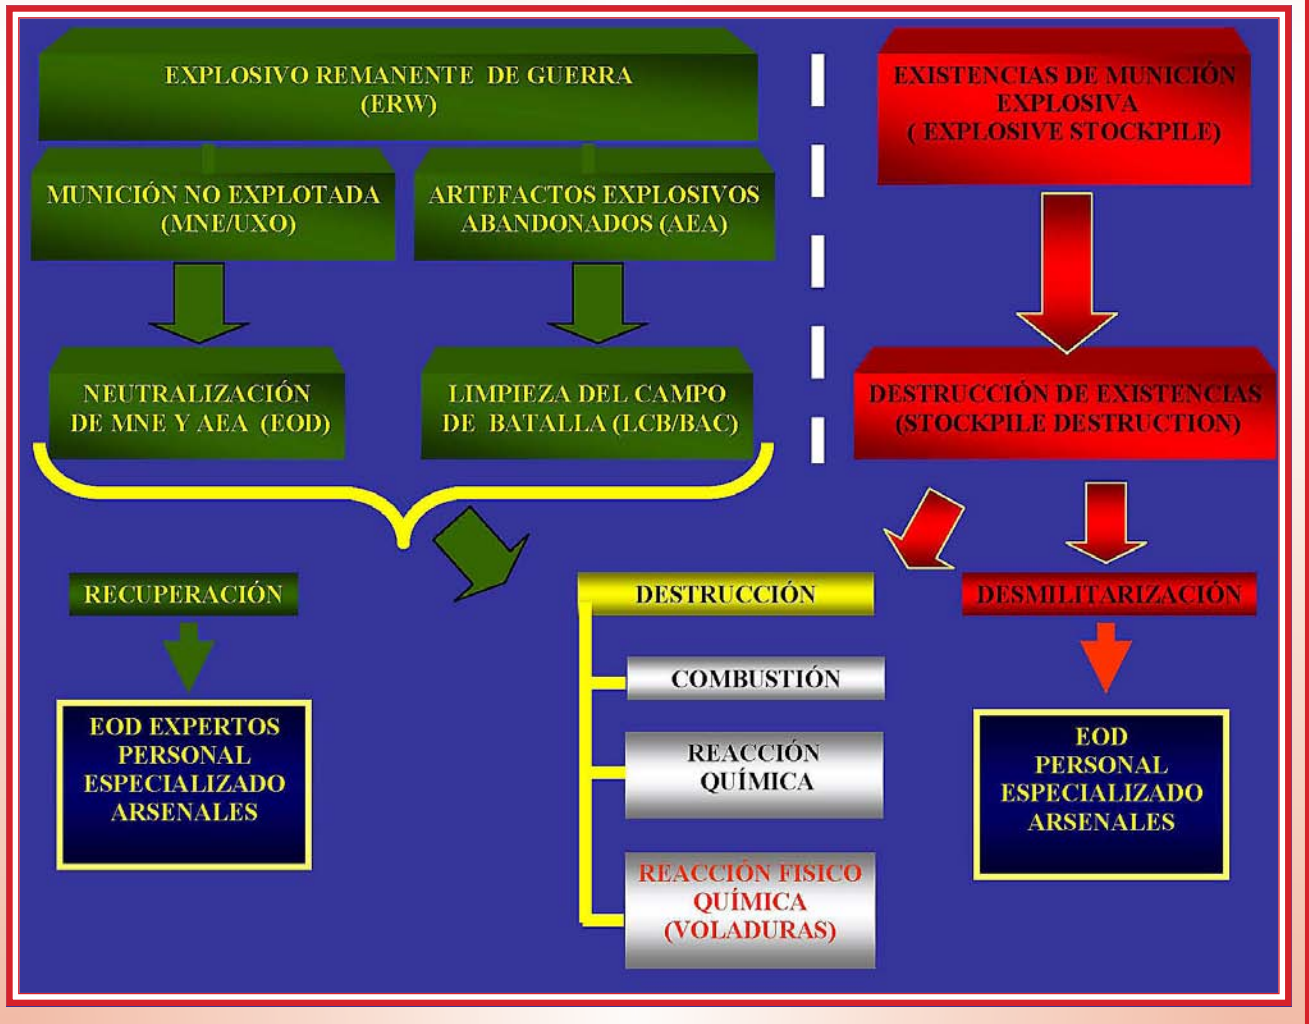 EXPLOSIVO REMANENTE DE GUERRA
(ERW)
EXISTENCIAS DE MUNICIÓN
EXPLOSIVA
( EXPLOSIVE STOCKPILE)
MUNICIÓN NO EXPLOTADA
(MNE/UXO)
ARTEFACTOS EXPLOSIVOS
ABANDONADOS (AEA)
NEUTRALIZACIÓN
DE MNE Y AEA (EOD)
LIMPIEZA DEL CAMPO
DE BATALLA (LCB/BAC)
DESTRUCCIÓN DE EXISTENCIAS
(STOCKPILE DESTRUCTION)
RECUPERACIÓN
DESTRUCCIÓN
DESMILITARIZACIÓN
EOD EXPERTOS
PERSONAL
ESPECIALIZADO
ARSENALES
COMBUSTIÓN
REACCIÓN
QUÍMICA
REACCIÓN FISICO
QUÍMICA
(VOLADURAS)
EOD
PERSONAL
ESPECIALIZADO
ARSENALES